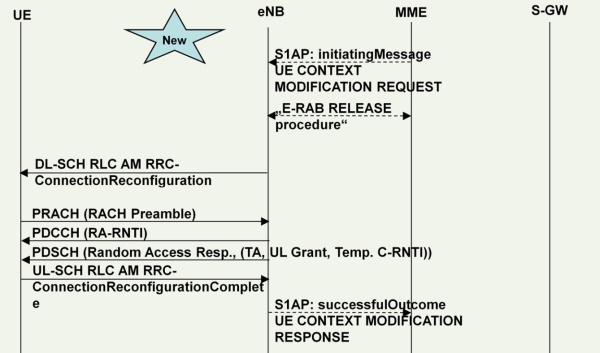 UE
eNB
MME
S-GW
New
S1AP: initiatingMessage
UE CONTEXT
MODIFICATION REQUEST
„E-RAB RELEASE
procedure“
DL-SCH RLC AM RRC-
ConnectionReconfiguration
PRACH (RACH Preamble)
PDCCH (RA-RNTI)
PDSCH (Random Access Resp., (TA, UL Grant, Temp. C-RNTI))
UL-SCH RLC AM RRC-
ConnectionReconfigurationComplet
e
S1AP: successfulOutcome
UE CONTEXT MODIFICATION
RESPONSE